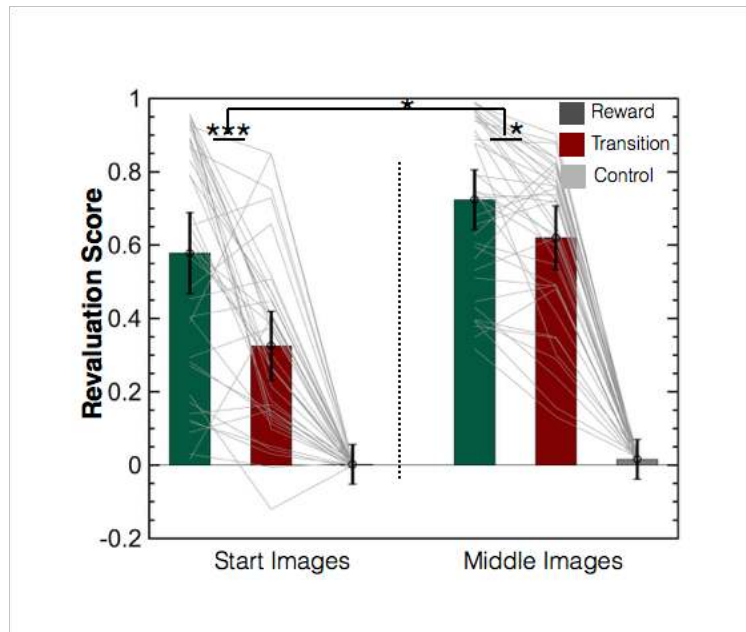 1
0.8
0.6
0.4
0.2
0
-0.2
Revaluation Score
***
*
*
Reward
Transition
Control
Start Images
Middle Images